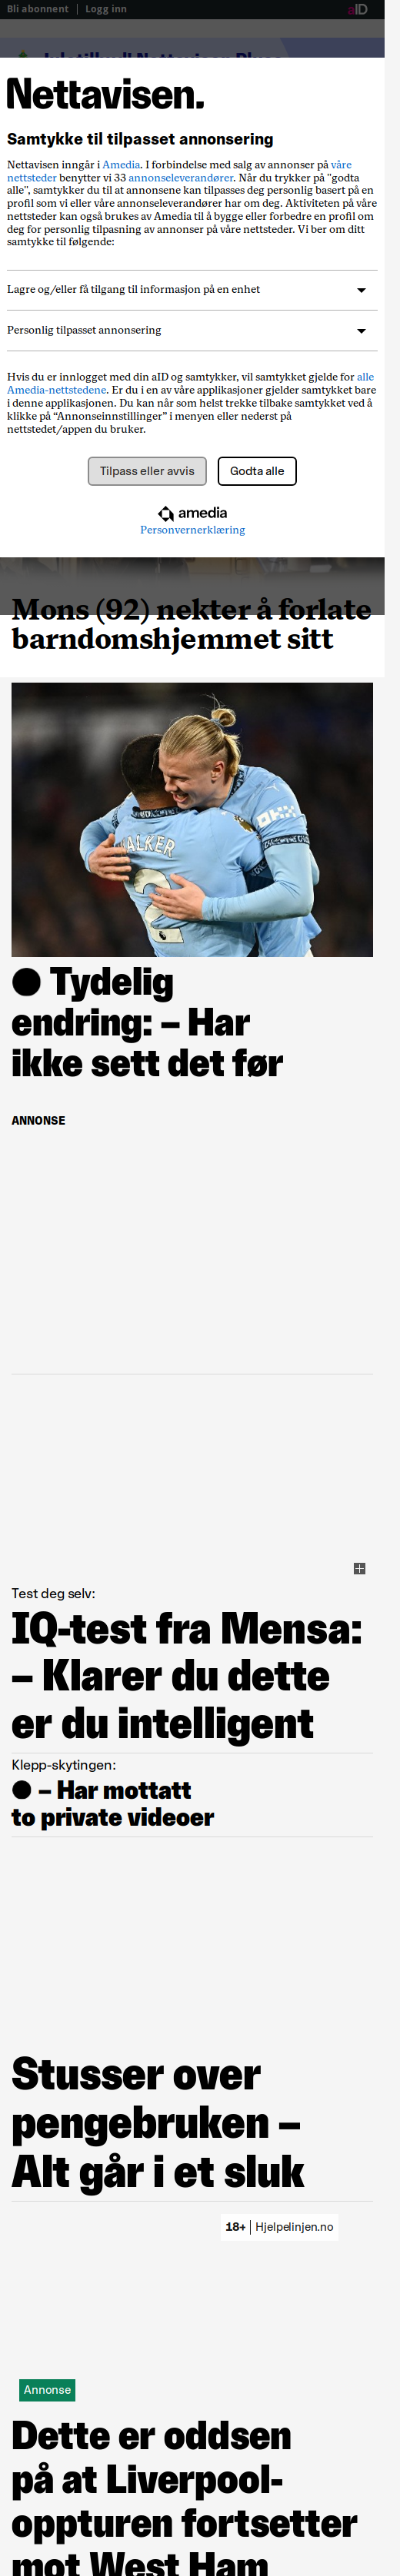 Bli abonnent | Logg inn
aID
Nettavisen.
Samtykke til tilpasset annonsering
Nettavisen inngår i Amedia. I forbindelse med salg av annonser på våre
nettsteder benytter vi 33 annonseleverandører. Når du trykker på "godta
alle", samtykker du til at annonsene kan tilpasses deg personlig basert på en
profil som vi eller våre annonseleverandører har om deg. Aktiviteten på våre
nettsteder kan også brukes av Amedia til å bygge eller forbedre en profil om
deg for personlig tilpasning av annonser på våre nettsteder. Vi ber om ditt
samtykke til følgende:
Lagre og/eller få tilgang til informasjon på en enhet
Personlig tilpasset annonsering
Hvis du er innlogget med din aID og samtykker, vil samtykket gjelde for alle
Amedia-nettstedene. Er du i en av våre applikasjoner gjelder samtykket bare
i denne applikasjonen. Du kan når som helst trekke tilbake samtykket ved å
klikke på “Annonseinnstillinger” i menyen eller nederst på
nettstedet/appen du bruker.
Tilpass eller avvis
Godta alle
amedia
Personvernerklæring
Mons (92) nekter å forlate
barndomshjemmet sitt
WALKER
2
OKX
● Tydelig
endring: – Har
ikke sett det før
ANNONSE
Test deg selv:
IQ-test fra Mensa:
– Klarer du dette
er du intelligent
Klepp-skytingen:
● – Har mottatt
to private videoer
Stusser over
pengebruken –
Alt går i et sluk
18+ | Hjelpelinjen.no
Annonse
Dette er oddsen
på at Liverpool-
oppturen fortsetter
mot West Ham